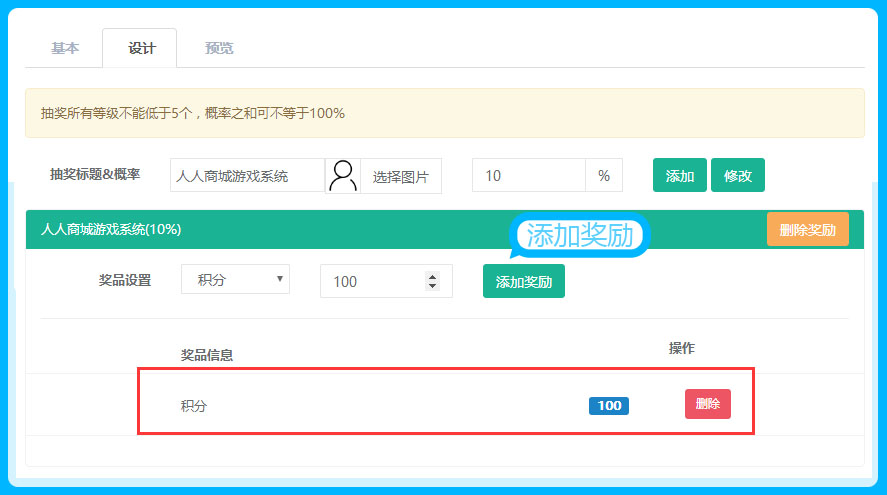 基本 设计 预览
抽奖所有等级不能低于5个，概率之和可不等于100%
抽奖标题&概率 人人商城游戏系统 选择图片 10 % 添加 修改
人人商城游戏系统(10%) 添加奖励 删除奖励
奖品设置 积分 100 添加奖励
奖品信息 操作
积分 100 删除